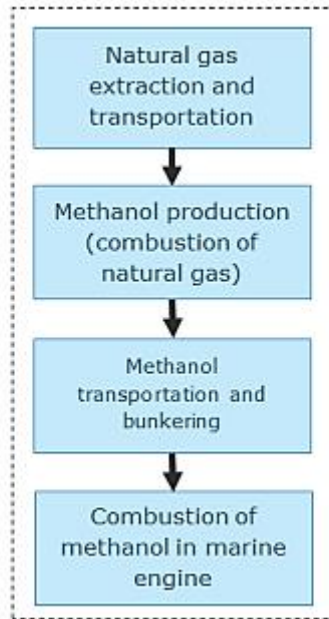 Natural gas
extraction and
transportation
Methanol production
(combustion of
natural gas)
Methanol
transportation and
bunkering
Combustion of
methanol in marine
engine